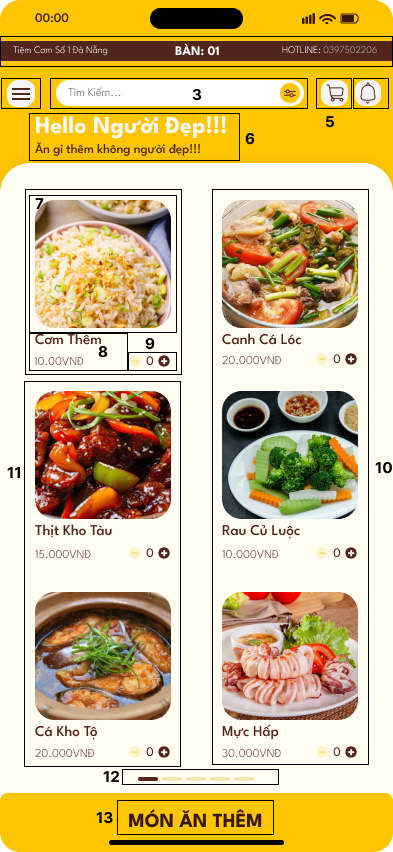 00:00
Tiệm Cơm Số 1 Đà Nẵng BÀN: 01 HOTLINE: 0397502206
Tìm Kiếm... 3
5
Hello Người Đẹp!!!
Ăn gì thêm không người đẹp!!! 6
7
Cơm Thêm
8
9
10.00VNĐ 0
Canh Cá Lóc
20.000VNĐ 0
11
10
Thịt Kho Tàu
15.000VNĐ 0
Rau Củ Luộc
10.000VNĐ 0
Cá Kho Tộ
20.000VNĐ 0
Mực Hấp
30.000VNĐ 0
12
13 MÓN ĂN THÊM